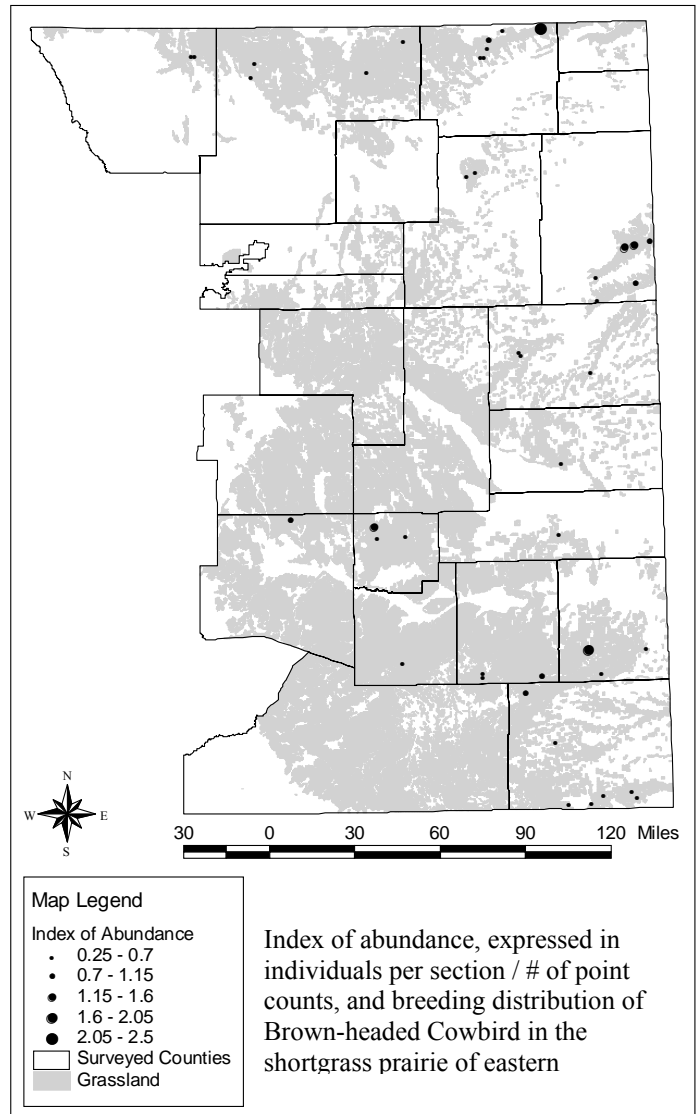 N
W E
S
30 0 30 60 90 120 Miles
Map Legend
Index of Abundance
0.25 - 0.7
0.7 - 1.15
1.15 - 1.6
1.6 - 2.05
2.05 - 2.5
Surveyed Counties
Grassland
Index of abundance, expressed in
individuals per section / # of point
counts, and breeding distribution of
Brown-headed Cowbird in the
shortgrass prairie of eastern